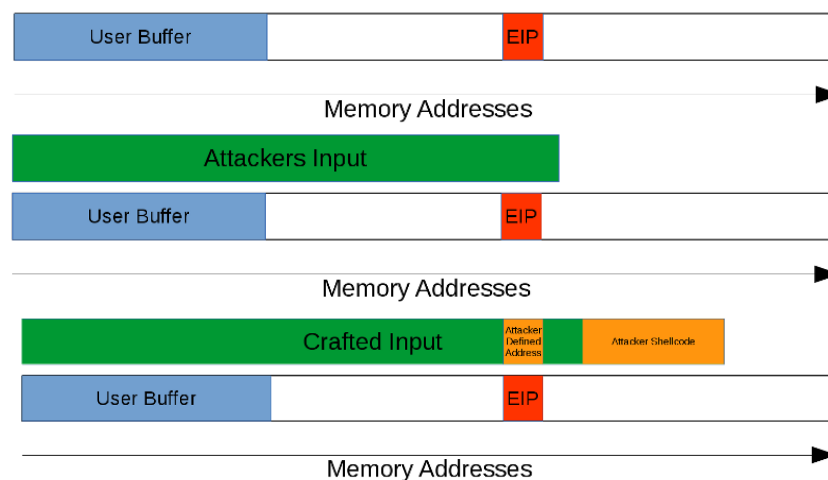 User Buffer EIP
Memory Addresses
Attackers Input
User Buffer EIP
Memory Addresses
Crafted Input
Attacker
Defined
Address
Attacker Shellcode
User Buffer EIP
Memory Addresses